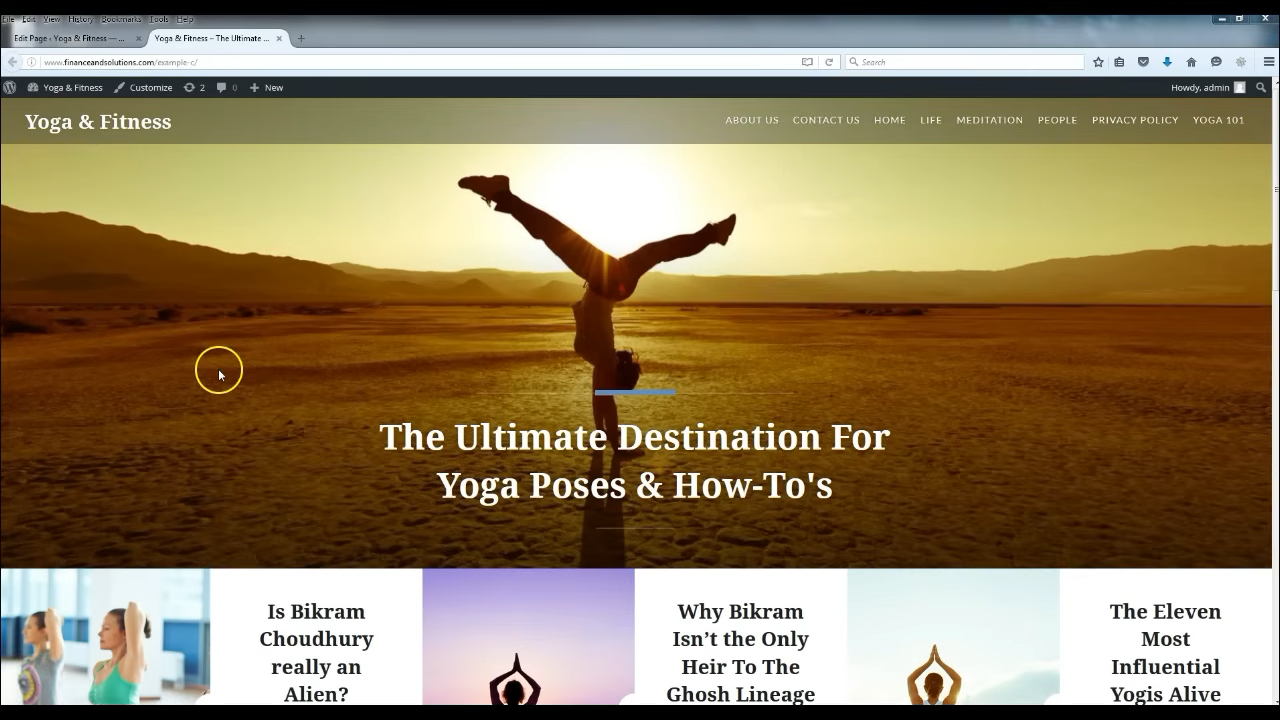 File Edit View History Bookmarks Tools Help
Edit Page ‹ Yoga & Fitness — ...
Yoga & Fitness – The Ultimate ...
www.financeandsolutions.com/example-c/
Search
Yoga & Fitness Customize 2 0 New
Howdy, admin
Yoga & Fitness
ABOUT US CONTACT US HOME LIFE MEDITATION PEOPLE PRIVACY POLICY YOGA 101
The Ultimate Destination For
Yoga Poses & How-To's
Is Bikram
Choudhury
really an
Alien?
Why Bikram
Isn’t the Only
Heir To The
Ghosh Lineage
The Eleven
Most
Influential
Yogis Alive